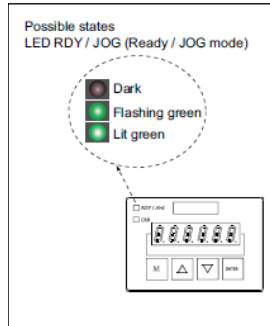 Possible states
LED RDY / JOG (Ready / JOG mode)
Dark
Flashing green
Lit green
RDY / JOG
M
ENTER